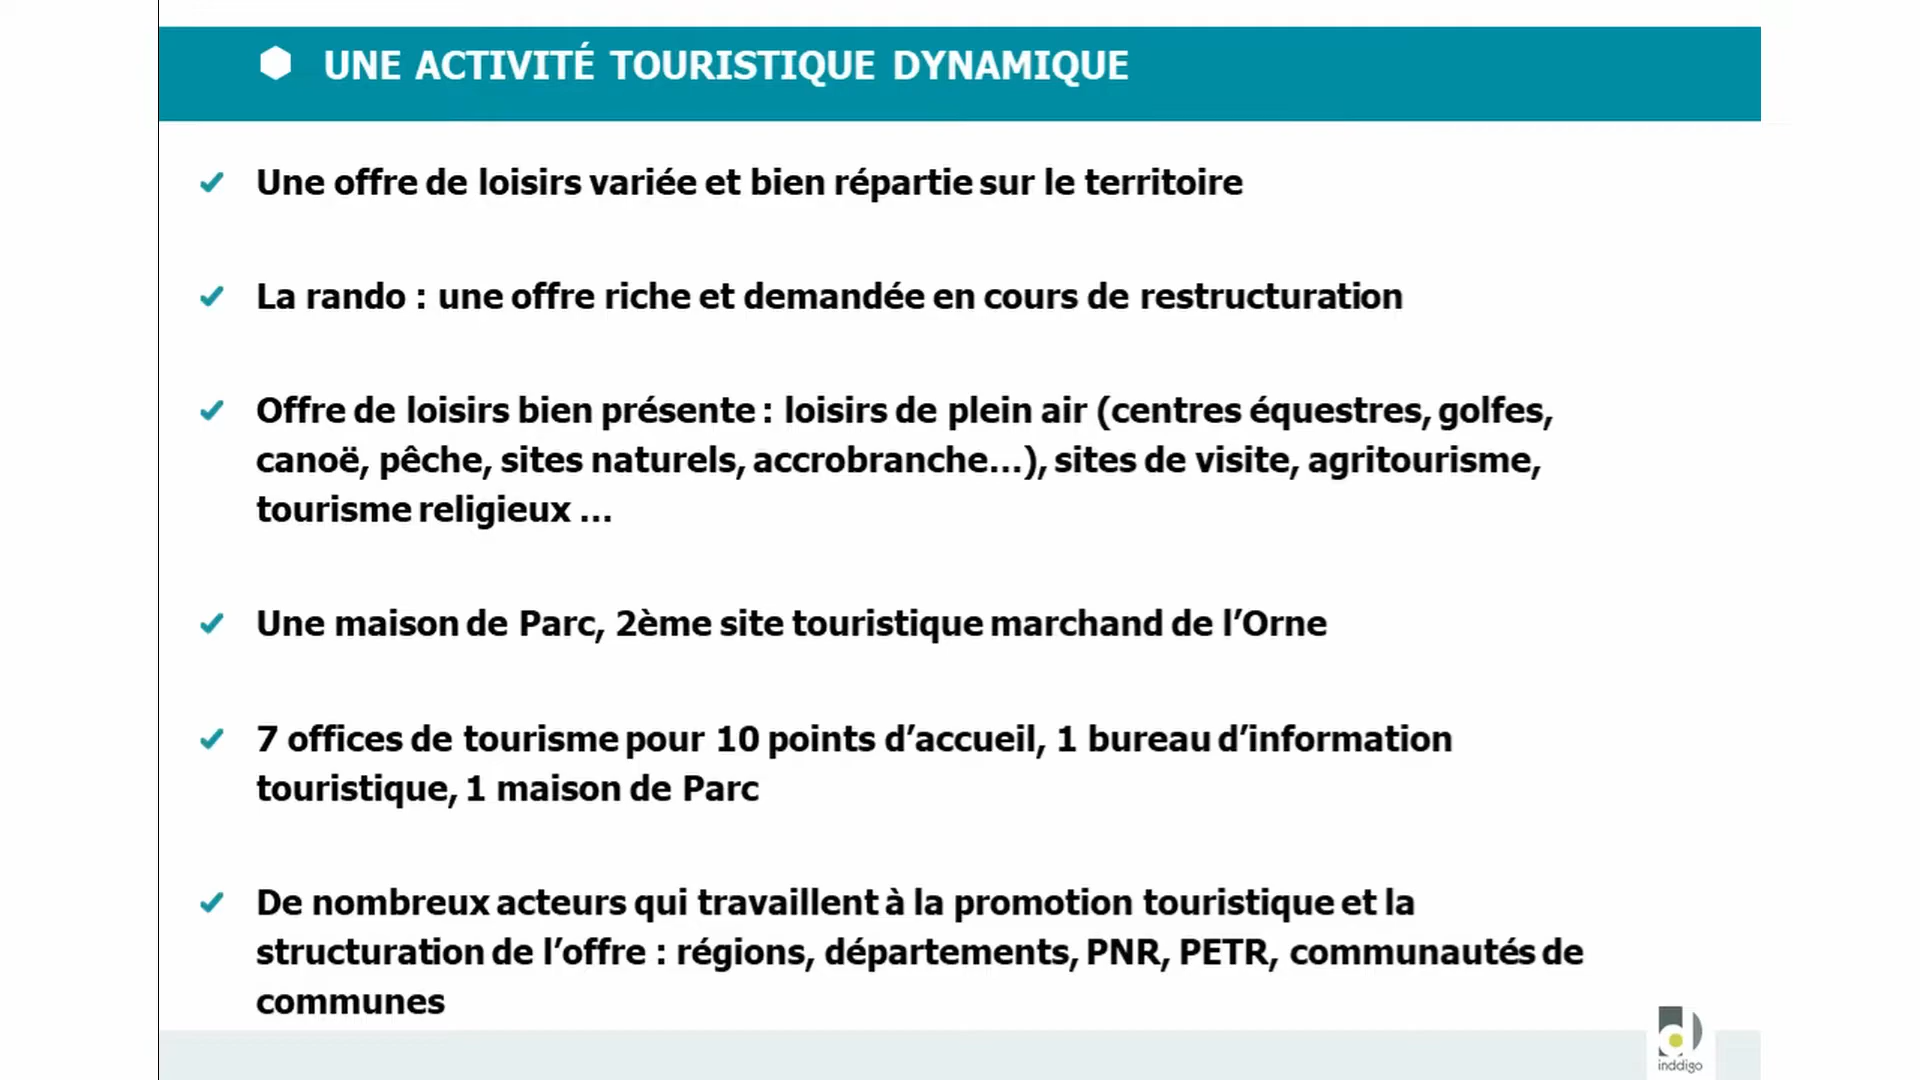 UNE ACTIVITÉ TOURISTIQUE DYNAMIQUE
Une offre de loisirs variée et bien répartie sur le territoire
La rando : une offre riche et demandée en cours de restructuration
Offre de loisirs bien présente : loisirs de plein air (centres équestres, golfes,
canoë, pêche, sites naturels, accrobranche...), sites de visite, agritourisme,
tourisme religieux ...
Une maison de Parc, 2ème site touristique marchand de l’Orne
7 offices de tourisme pour 10 points d’accueil, 1 bureau d’information
touristique, 1 maison de Parc
De nombreux acteurs qui travaillent à la promotion touristique et la
structuration de l’offre : régions, départements, PNR, PETR, communautés de
communes
inddigo